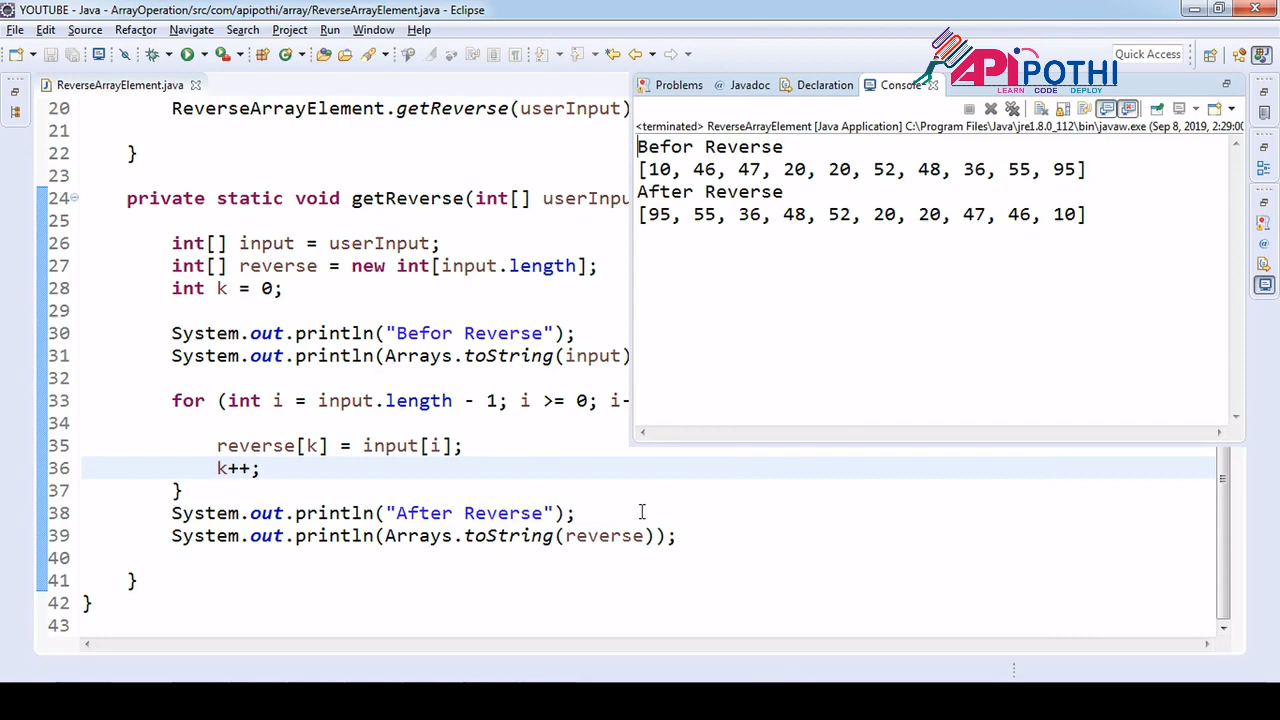 YOUTUBE - Java - ArrayOperation/src/com/apipothi/array/ReverseArrayElement.java - Eclipse
File Edit Source Refactor Navigate Search Project Run Window Help
Quick Access
APIPOTHI
LEARN CODE DEPLOY
ReverseArrayElement.java
20 ReverseArrayElement.getReverse(userInput)
21
22 }
23
24 private static void getReverse(int[] userInpu
25
26 int[] input = userInput;
27 int[] reverse = new int[input.length];
28 int k = 0;
29
30 System.out.println("Befor Reverse");
31 System.out.println(Arrays.toString(input)
32
33 for (int i = input.length - 1; i >= 0; i-
34
35 reverse[k] = input[i];
36 k++;
37 }
38 System.out.println("After Reverse");
39 System.out.println(Arrays.toString(reverse));
40
41 }
42 }
43
Problems @ Javadoc Declaration Console
<terminated> ReverseArrayElement [Java Application] C:\Program Files\Java\jre1.8.0_112\bin\javaw.exe (Sep 8, 2019, 2:29:00
Befor Reverse
[10, 46, 47, 20, 20, 52, 48, 36, 55, 95]
After Reverse
[95, 55, 36, 48, 52, 20, 20, 47, 46, 10]